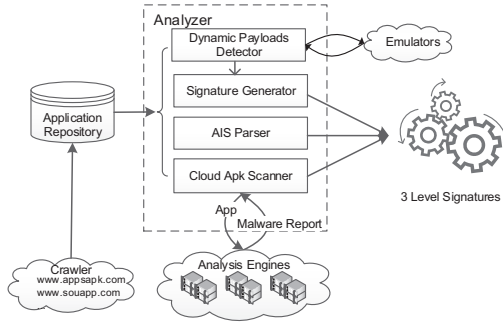 Analyzer
Dynamic Payloads
Detector
Emulators
Signature Generator
Application
Repository
AIS Parser
Cloud Apk Scanner
3 Level Signatures
App
Malware Report
Analysis Engines
Crawler
www.appsapk.com
www.souapp.com